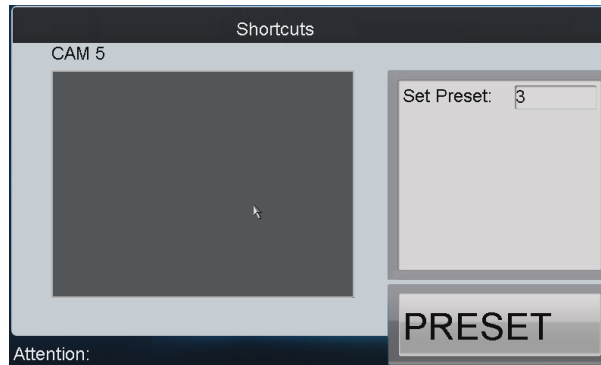 Shortcuts
CAM 5
Set Preset: 3
PRESET
Attention: